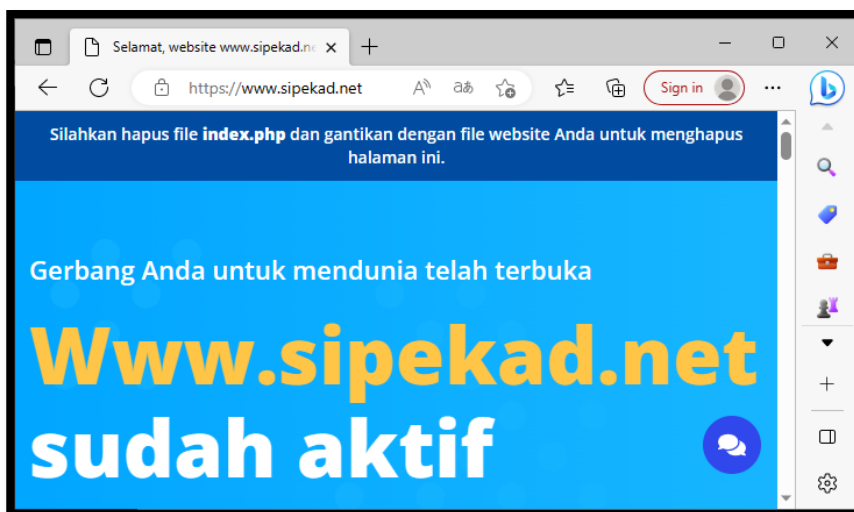 Selamat, website www.sipekad.n
https://www.sipekad.net
Sign in
Silahkan hapus file index.php dan gantikan dengan file website Anda untuk menghapus
halaman ini.
Gerbang Anda untuk mendunia telah terbuka
Www.sipekad.net
sudah aktif